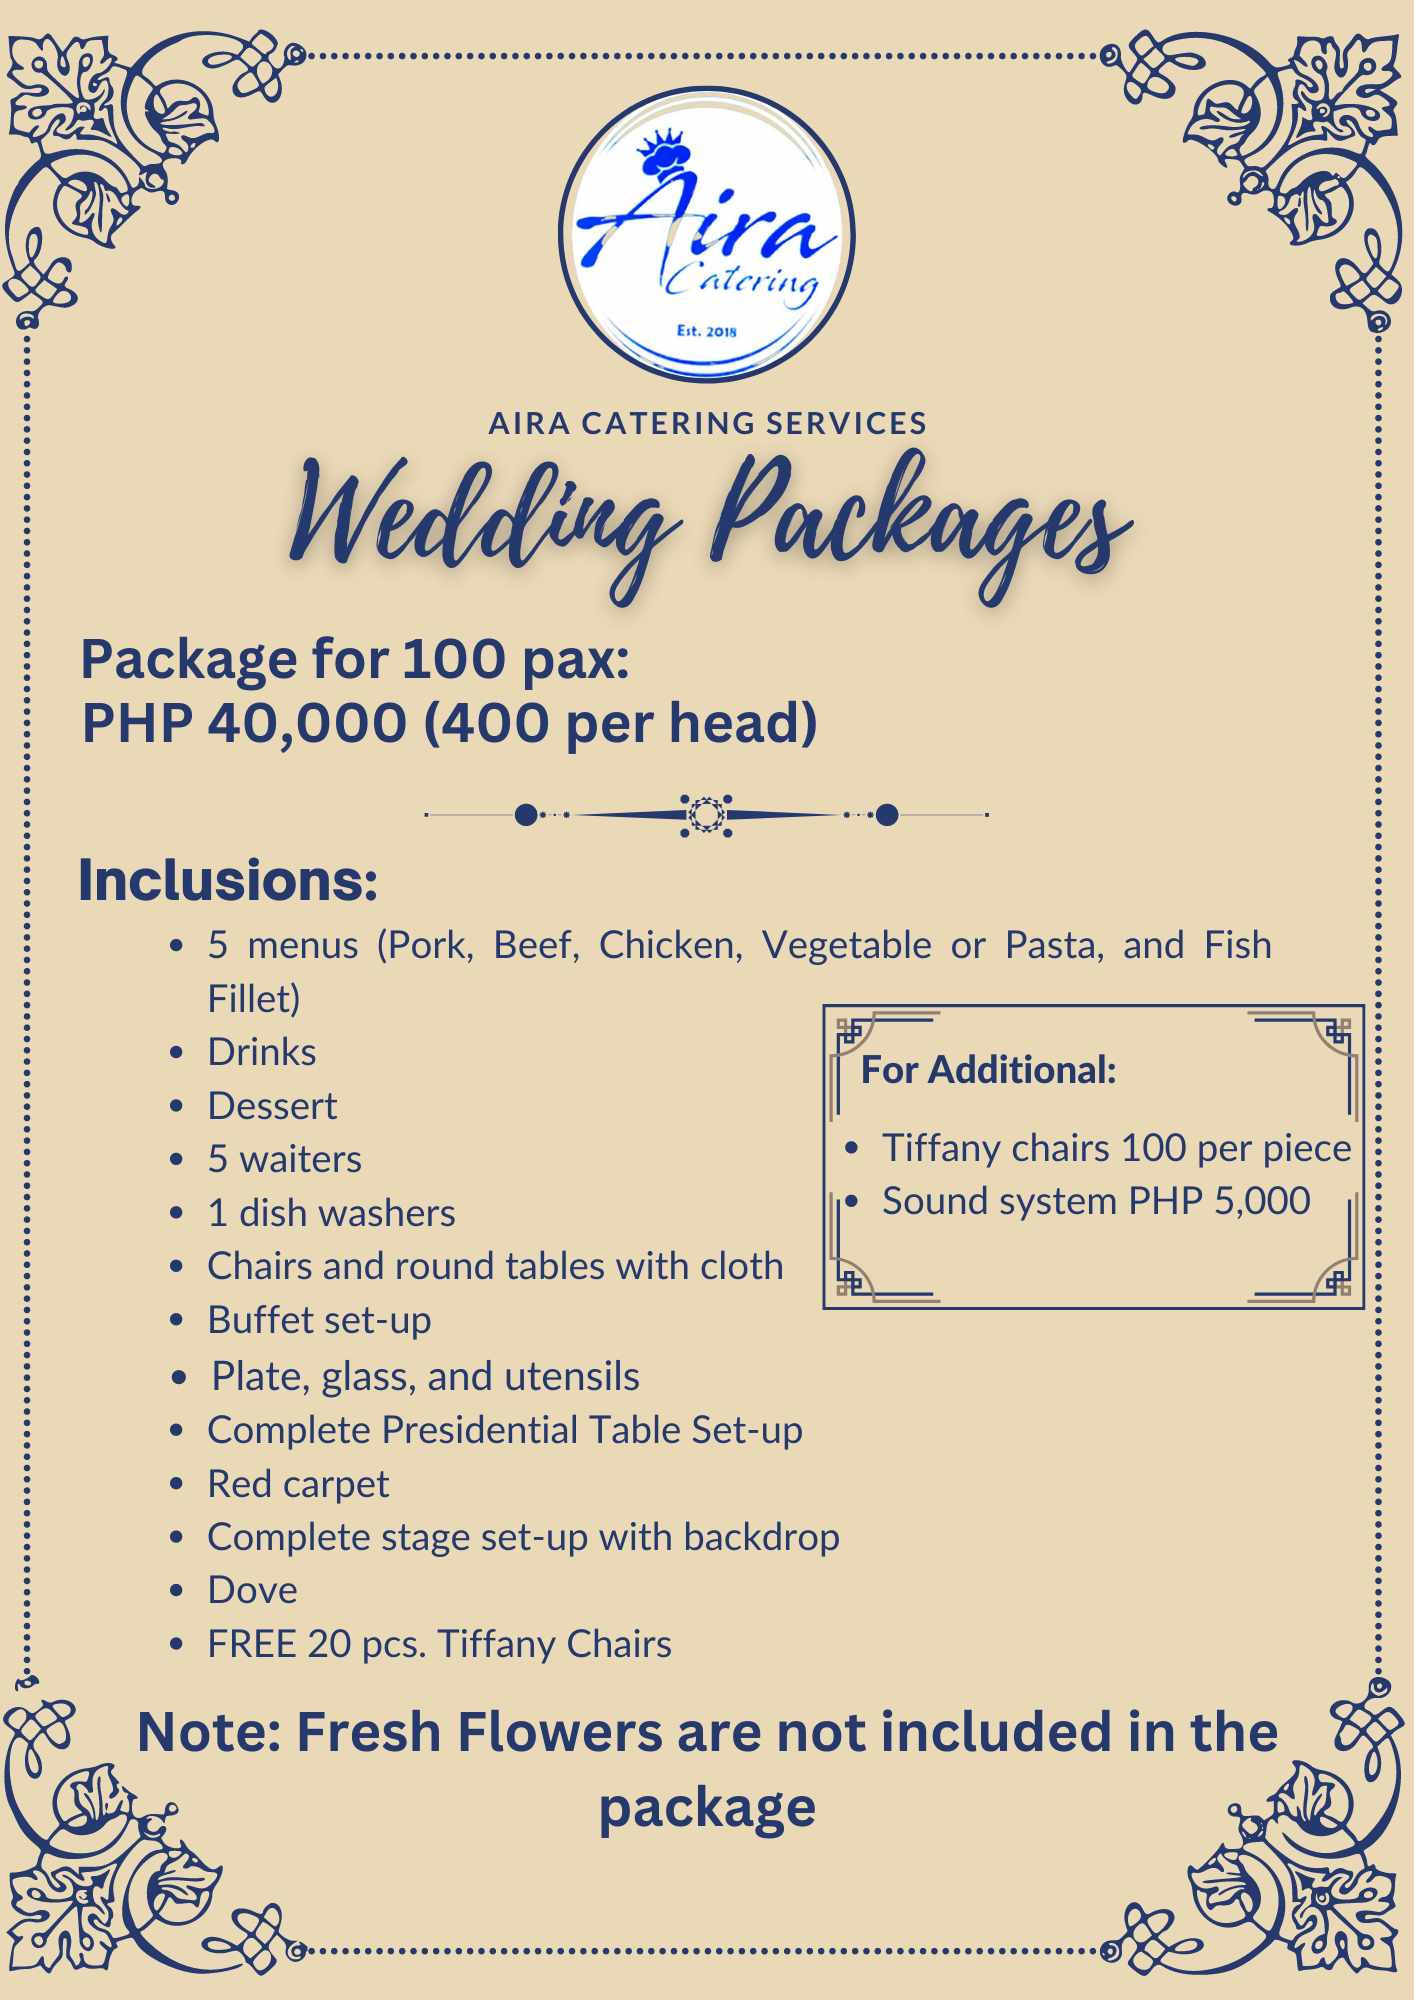 Aira
Catering
Est. 2018
AIRA CATERING SERVICES
Wedding Packages
Package for 100 pax:
PHP 40,000 (400 per head)
Inclusions:
• 5 menus (Pork, Beef, Chicken, Vegetable or Pasta, and Fish
Fillet)
• Drinks
• Dessert
• 5 waiters
• 1 dish washers
• Chairs and round tables with cloth
• Buffet set-up
• Plate, glass, and utensils
• Complete Presidential Table Set-up
• Red carpet
• Complete stage set-up with backdrop
• Dove
• FREE 20 pcs. Tiffany Chairs
For Additional:
• Tiffany chairs 100 per piece
• Sound system PHP 5,000
Note: Fresh Flowers are not included in the
package